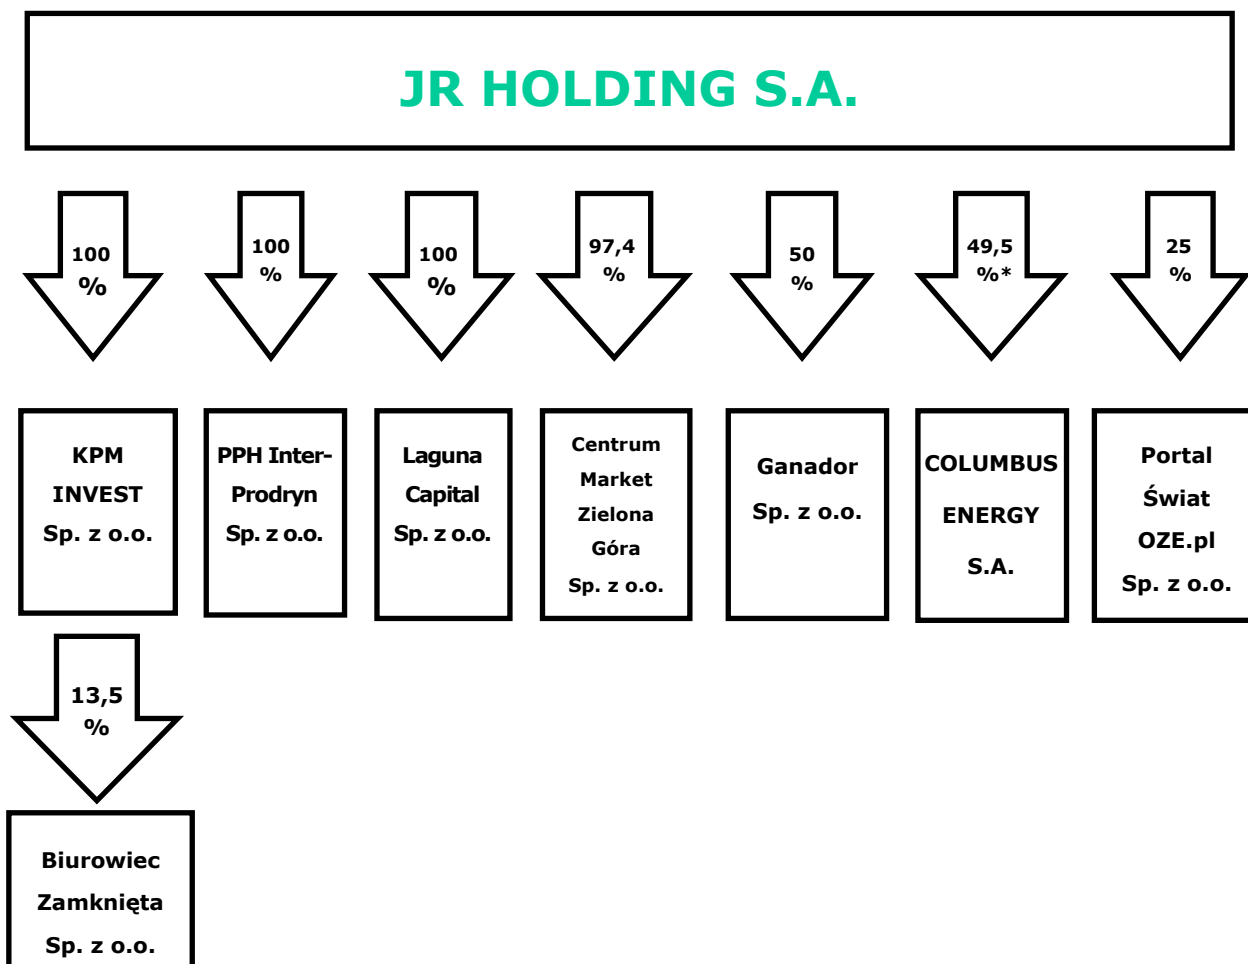 JR HOLDING S.A.
100
%
100
%
100
%
97,4
%
50
%
49,5
%*
25
%
KPM
INVEST
Sp. z o.o.
PPH Inter-
Prodryn
Sp. z o.o.
Laguna
Capital
Sp. z o.o.
Centrum
Market
Zielona
Góra
Sp. z o.o.
Ganador
Sp. z o.o.
COLUMBUS
ENERGY
S.A.
Portal
Świat
OZE.pl
Sp. z o.o.
13,5
%
Biurowiec
Zamknięta
Sp. z o.o.